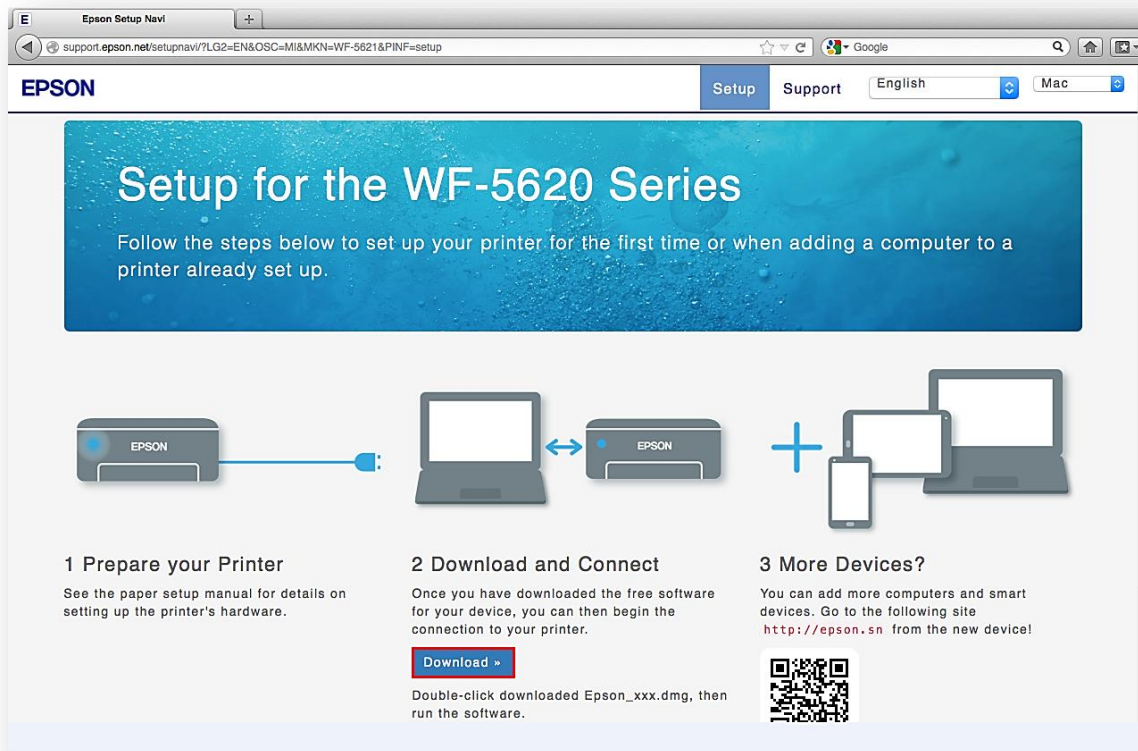 E Epson Setup Navi +
support.epson.net/setupnavi/?LG2=EN&OSC=MI&MKN=WF-5621&PINF=setup Google
EPSON Setup Support English Mac
Setup for the WF-5620 Series
Follow the steps below to set up your printer for the first time or when adding a computer to a
printer already set up.
EPSON
EPSON
1 Prepare your Printer
See the paper setup manual for details on
setting up the printer's hardware.
2 Download and Connect
Once you have downloaded the free software
for your device, you can then begin the
connection to your printer.
Download »
Double-click downloaded Epson_xxx.dmg, then
run the software.
3 More Devices?
You can add more computers and smart
devices. Go to the following site
http://epson.sn from the new device!